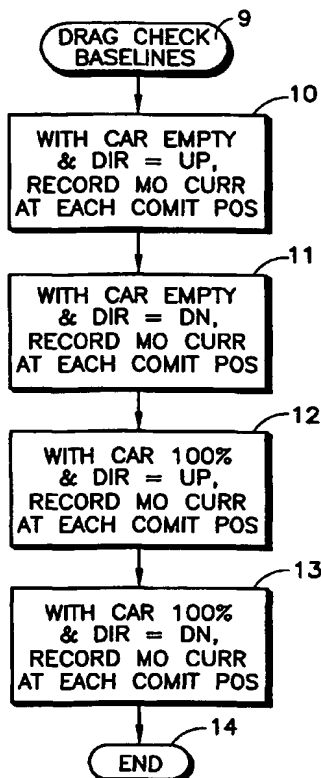 DRAG CHECK
BASELINES
9
10
WITH CAR EMPTY
& DIR = UP,
RECORD MO CURR
AT EACH COMIT POS
11
WITH CAR EMPTY
& DIR = DN,
RECORD MO CURR
AT EACH COMIT POS
12
WITH CAR 100%
& DIR = UP,
RECORD MO CURR
AT EACH COMIT POS
13
WITH CAR 100%
& DIR = DN,
RECORD MO CURR
AT EACH COMIT POS
14
END